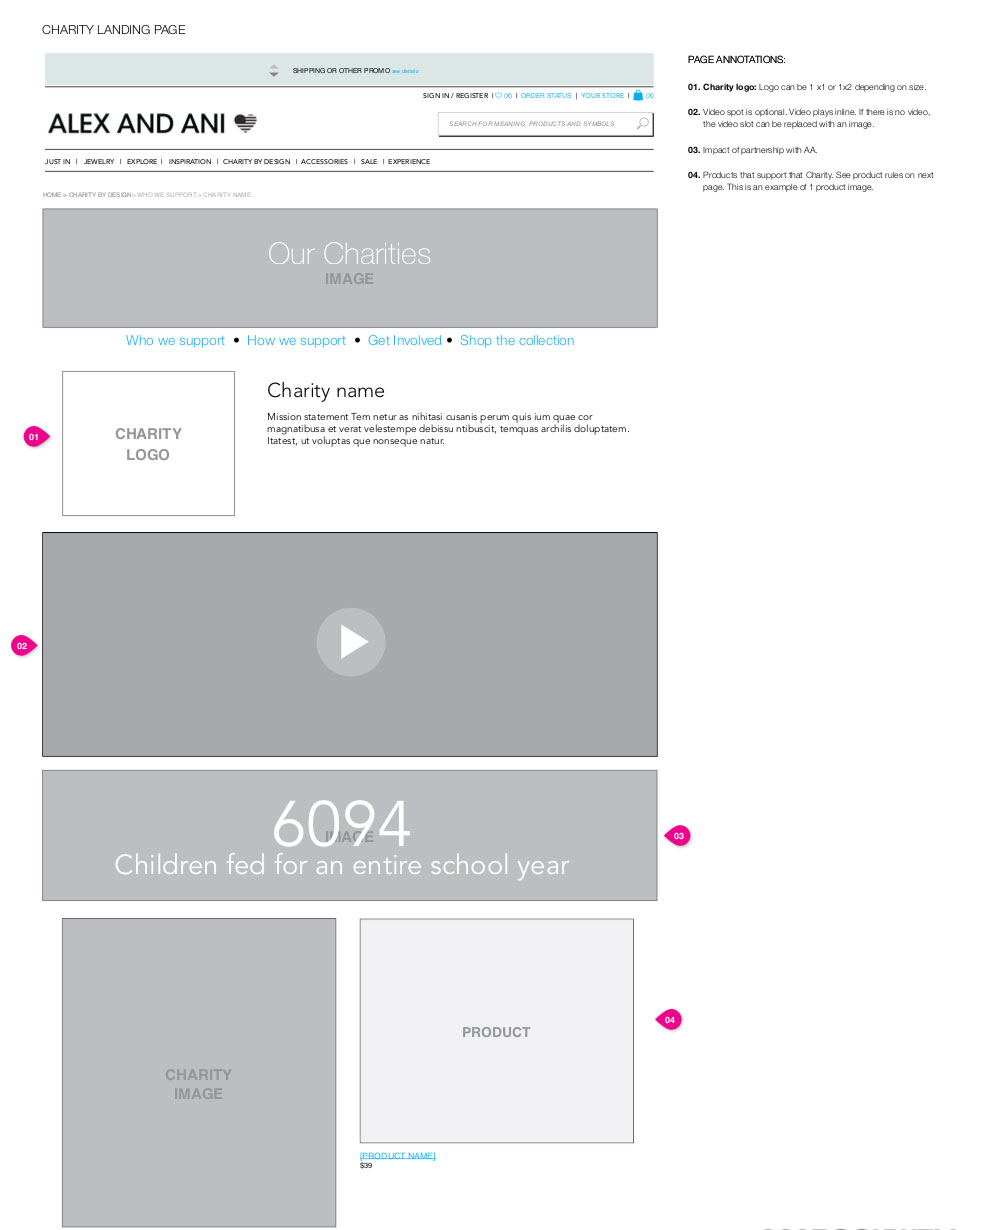 CHARITY LANDING PAGE
SHIPPING OR OTHER PROMO see details
SIGN IN / REGISTER | (X) | ORDER STATUS | YOUR STORE | (X)
ALEX AND ANI
SEARCH FOR MEANING, PRODUCTS AND SYMBOLS
JUST IN | JEWELRY | EXPLORE | INSPIRATION | CHARITY BY DESIGN | ACCESSORIES | SALE | EXPERIENCE
HOME > CHARITY BY DESIGN > WHO WE SUPPORT > CHARITY NAME
Our Charities
IMAGE
Who we support • How we support • Get Involved • Shop the collection
01
CHARITY
LOGO
Charity name
Mission statement Tem netur as nihitasi cusanis perum quis ium quae cor
magnatibusa et verat velestempe debissu ntibuscit, temquas archilis doluptatem.
Itatest, ut voluptas que nonseque natur.
02
6094
IMAGE
Children fed for an entire school year
03
CHARITY
IMAGE
PRODUCT
04
[PRODUCT NAME]
$39
PAGE ANNOTATIONS:
01. Charity logo: Logo can be 1 x1 or 1x2 depending on size.
02. Video spot is optional. Video plays inline. If there is no video,
the video slot can be replaced with an image.
03. Impact of partnership with AA.
04. Products that support that Charity. See product rules on next
page. This is an example of 1 product image.